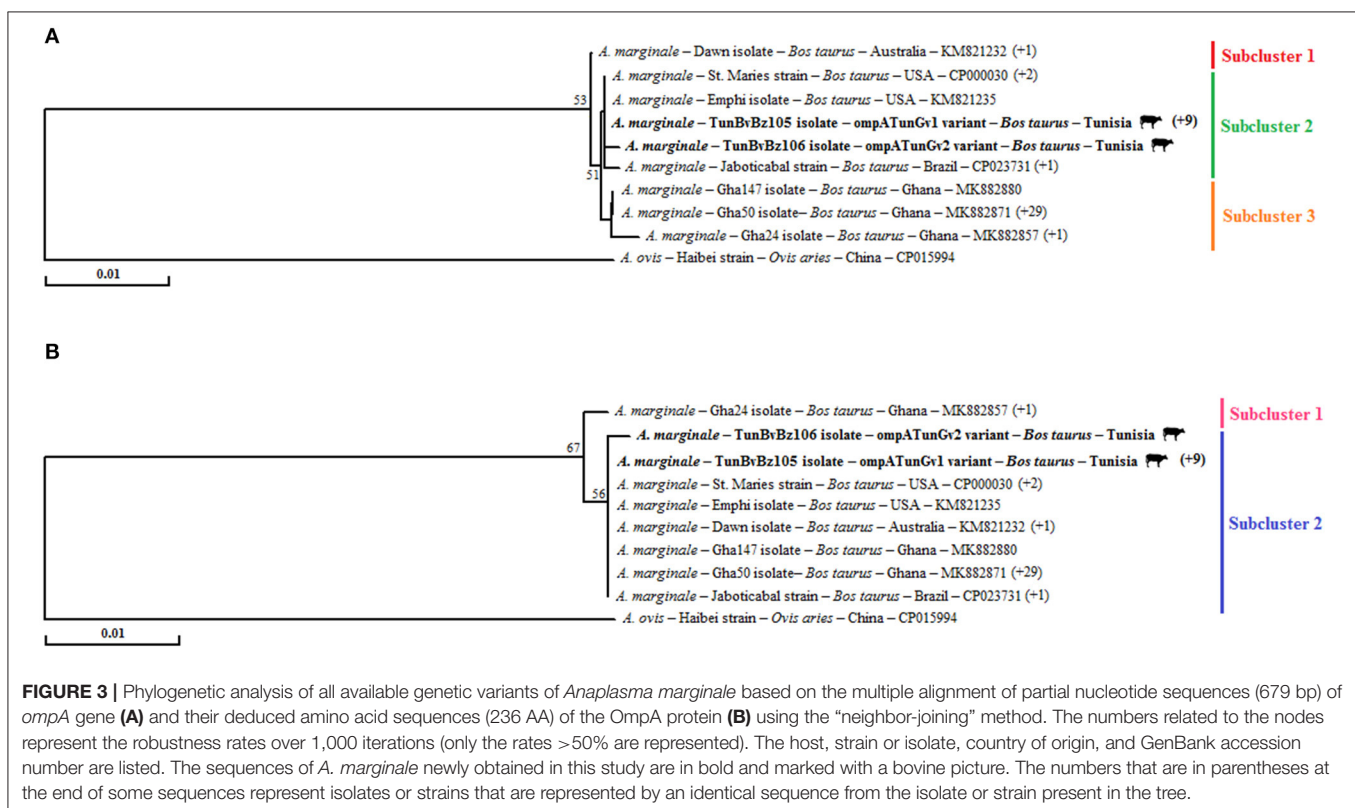 A
A. marginale – Dawn isolate – Bos taurus – Australia – KM821232 (+1)
Subcluster 1
A. marginale – St. Maries strain – Bos taurus – USA – CP000030 (+2)
53
A. marginale – Emphi isolate – Bos taurus – USA – KM821235
A. marginale – TunBvBz105 isolate – ompATunGv1 variant – Bos taurus – Tunisia (+9)
Subcluster 2
A. marginale – TunBvBz106 isolate – ompATunGv2 variant – Bos taurus – Tunisia
A. marginale – Jaboticabal strain – Bos taurus – Brazil – CP023731 (+1)
51
A. marginale – Gha147 isolate – Bos taurus – Ghana – MK882880
A. marginale – Gha50 isolate– Bos taurus – Ghana – MK882871 (+29)
Subcluster 3
A. marginale – Gha24 isolate – Bos taurus – Ghana – MK882857 (+1)
A. ovis – Haibei strain – Ovis aries – China – CP015994
0.01
B
A. marginale – Gha24 isolate – Bos taurus – Ghana – MK882857 (+1)
Subcluster 1
A. marginale – TunBvBz106 isolate – ompATunGv2 variant – Bos taurus – Tunisia
67
A. marginale – TunBvBz105 isolate – ompATunGv1 variant – Bos taurus – Tunisia (+9)
A. marginale – St. Maries strain – Bos taurus – USA – CP000030 (+2)
56
A. marginale – Emphi isolate – Bos taurus – USA – KM821235
Subcluster 2
A. marginale – Dawn isolate – Bos taurus – Australia – KM821232 (+1)
A. marginale – Gha147 isolate – Bos taurus – Ghana – MK882880
A. marginale – Gha50 isolate– Bos taurus – Ghana – MK882871 (+29)
A. marginale – Jaboticabal strain – Bos taurus – Brazil – CP023731 (+1)
A. ovis – Haibei strain – Ovis aries – China – CP015994
0.01
FIGURE 3 | Phylogenetic analysis of all available genetic variants of Anaplasma marginale based on the multiple alignment of partial nucleotide sequences (679 bp) of
ompA gene (A) and their deduced amino acid sequences (236 AA) of the OmpA protein (B) using the “neighbor-joining” method. The numbers related to the nodes
represent the robustness rates over 1,000 iterations (only the rates >50% are represented). The host, strain or isolate, country of origin, and GenBank accession
number are listed. The sequences of A. marginale newly obtained in this study are in bold and marked with a bovine picture. The numbers that are in parentheses at
the end of some sequences represent isolates or strains that are represented by an identical sequence from the isolate or strain present in the tree.